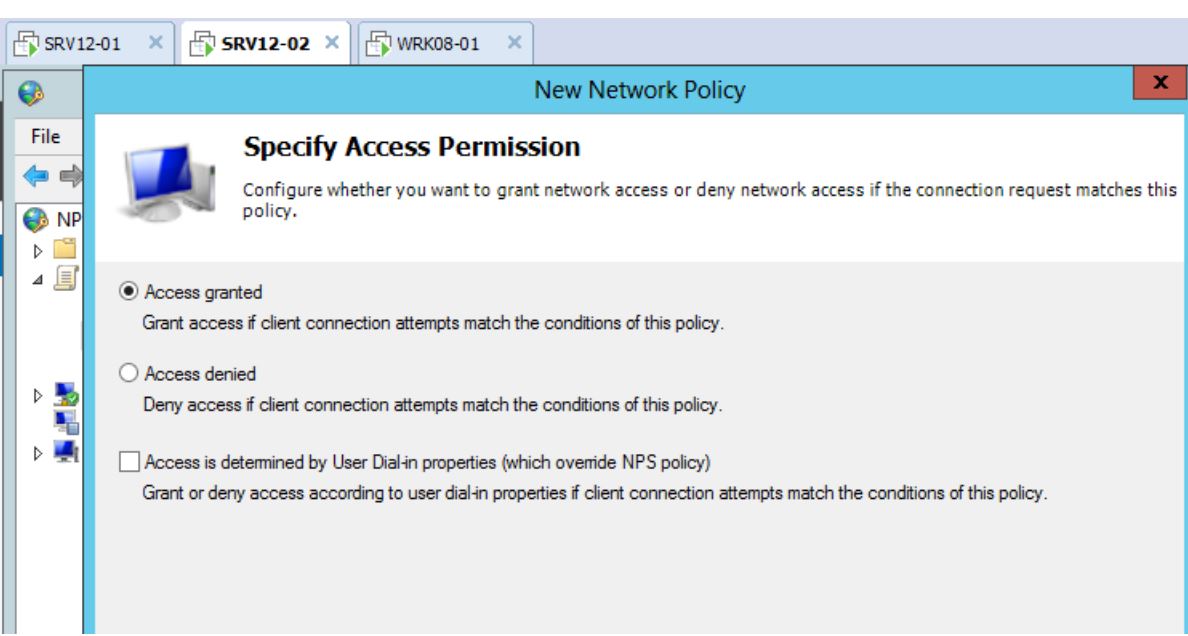 SRV12-01
SRV12-02
WRK08-01
New Network Policy
File
Specify Access Permission
Configure whether you want to grant network access or deny network access if the connection request matches this
policy.
NP
Access granted
Grant access if client connection attempts match the conditions of this policy.
Access denied
Deny access if client connection attempts match the conditions of this policy.
Access is determined by User Dial-in properties (which override NPS policy)
Grant or deny access according to user dial-in properties if client connection attempts match the conditions of this policy.